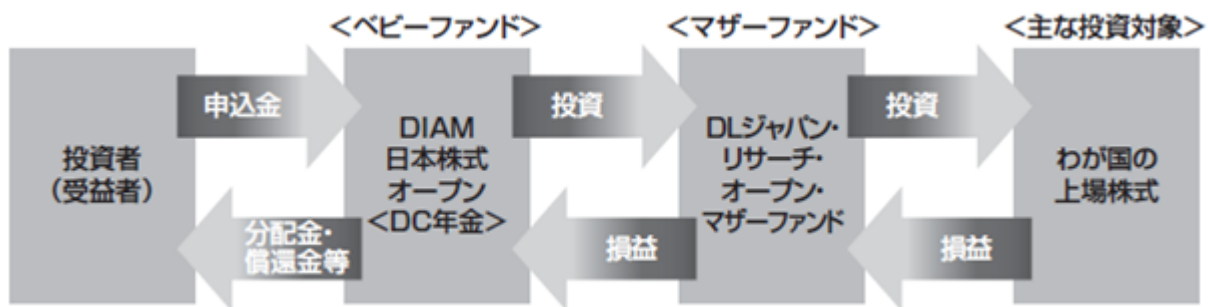 ＜ベビーファンド＞
＜マザーファンド＞
＜主な投資対象＞
申込金
投資
投資
投資者
（受益者）
DIAM
日本株式
オープン
＜DC年金＞
DLジャパン・
リサーチ・
オープン・
マザーファンド
わが国の
上場株式
分配金・
償還金等
損益
損益